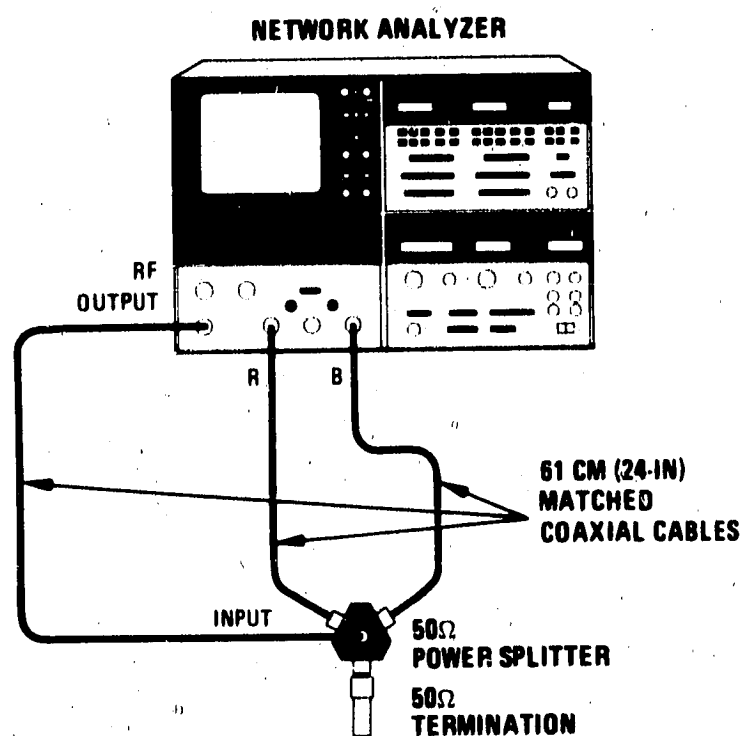 NETWORK ANALYZER
RF
OUTPUT
R
B
61 CM (24-IN)
MATCHED
COAXIAL CABLES
INPUT
50Ω
POWER SPLITTER
50Ω
TERMINATION